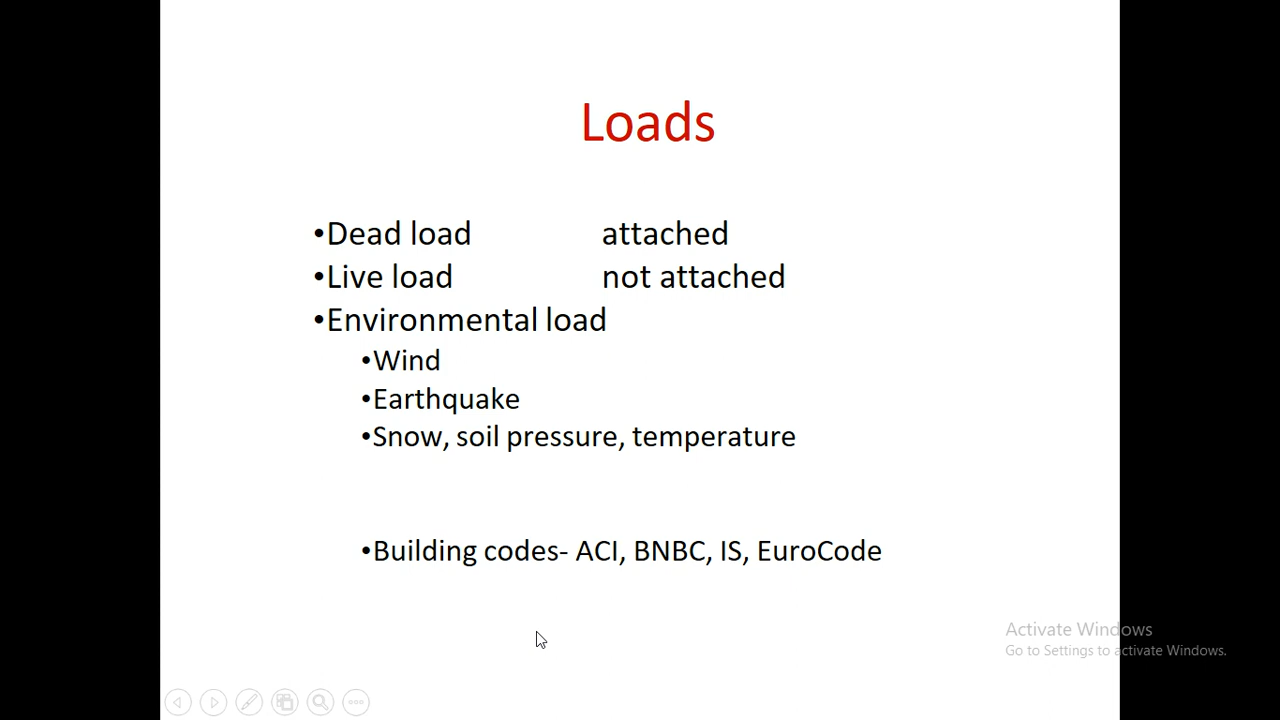 Loads
•Dead load attached
•Live load not attached
•Environmental load
•Wind
•Earthquake
•Snow, soil pressure, temperature
•Building codes- ACI, BNBC, IS, EuroCode
Activate Windows
Go to Settings to activate Windows.